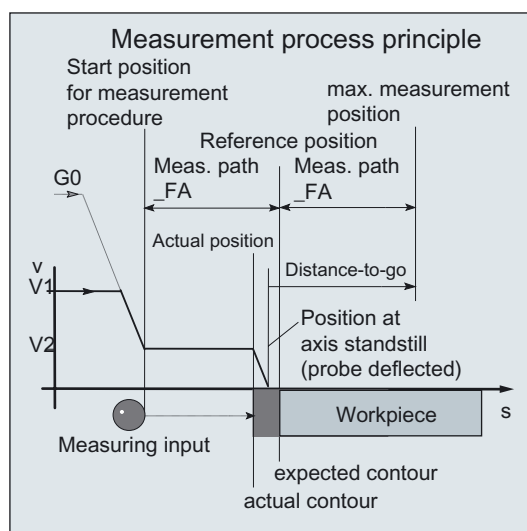 Measurement process principle
Start position
for measurement
procedure
max. measurement
position
Reference position
Meas. path
_FA
Meas. path
_FA
G0
Actual position
Distance-to-go
v
V1
V2
Position at
axis standstill
(probe deflected)
s
Workpiece
Measuring input
expected contour
actual contour